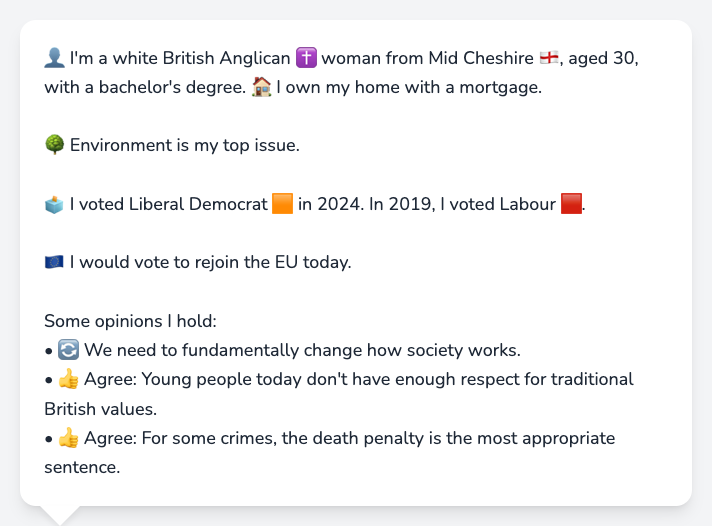 👤 I'm a white British Anglican ✝️ woman from Mid Cheshire 🏴󠁧󠁢󠁥󠁮󠁧󠁿, aged 30,
with a bachelor's degree. 🏠 I own my home with a mortgage.
🌳 Environment is my top issue.
🗳️ I voted Liberal Democrat 🟧 in 2024. In 2019, I voted Labour 🟥.
🇪🇺 I would vote to rejoin the EU today.
Some opinions I hold:
• 🔄 We need to fundamentally change how society works.
• 👍 Agree: Young people today don't have enough respect for traditional
British values.
• 👍 Agree: For some crimes, the death penalty is the most appropriate
sentence.